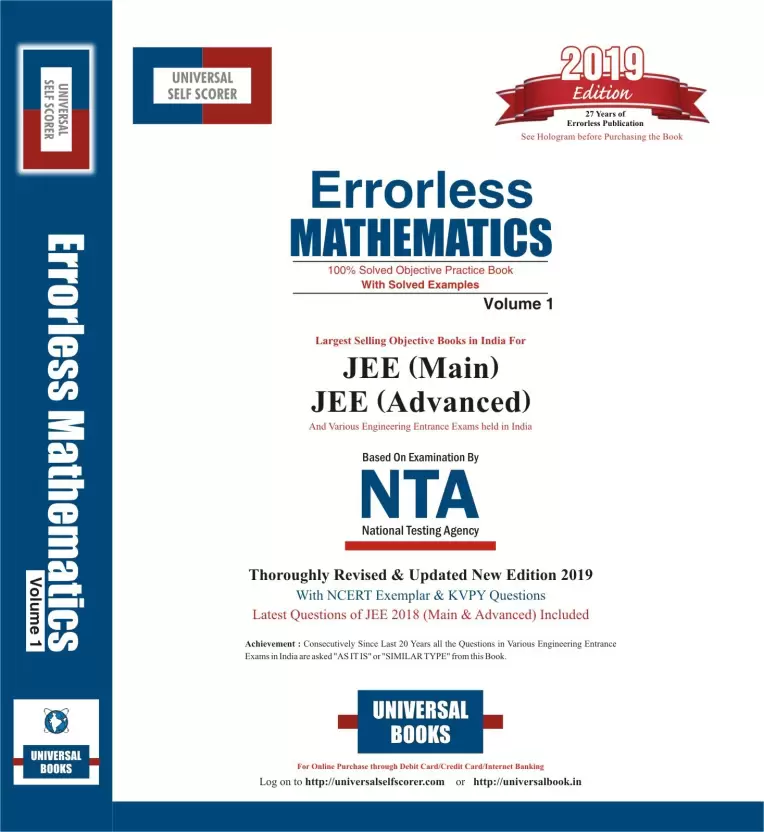 UNIVERSAL
SELF SCORER
Errorless Mathematics
Volume 1
UNIVERSAL
BOOKS
UNIVERSAL
SELF SCORER
2019
Edition
27 Years of
Errorless Publication
See Hologram before Purchasing the Book
Errorless
MATHEMATICS
100% Solved Objective Practice Book
With Solved Examples
Volume 1
Largest Selling Objective Books in India For
JEE (Main)
JEE (Advanced)
And Various Engineering Entrance Exams held in India
Based On Examination By
NTA
National Testing Agency
Thoroughly Revised & Updated New Edition 2019
With NCERT Exemplar & KVPY Questions
Latest Questions of JEE 2018 (Main & Advanced) Included
Achievement : Consecutively Since Last 20 Years all the Questions in Various Engineering Entrance
Exams in India are asked "AS IT IS" or "SIMILAR TYPE" from this Book.
UNIVERSAL
BOOKS
For Online Purchase through Debit Card/Credit Card/Internet Banking
Log on to http://universalselfscorer.com or http://universalbook.in